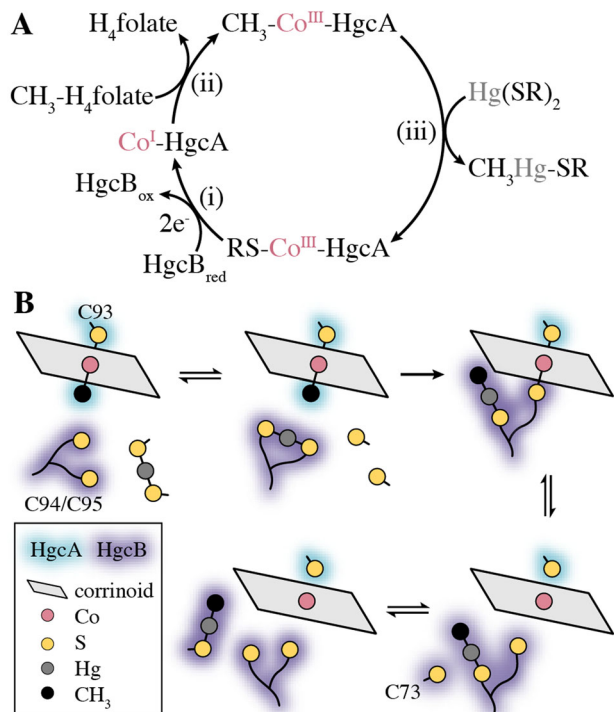 A
H₄folate
CH₃-Coᴵᴵᴵ-HgcA
CH₃-H₄folate
(ii)
Hg(SR)₂
(iii)
Coᴵ-HgcA
CH₃Hg-SR
HgcBₒₓ
(i)
2e⁻
RS-Coᴵᴵᴵ-HgcA
HgcB_red
B
C93
C94/C95
HgcA HgcB
corrinoid
Co
S
Hg
CH₃
C73